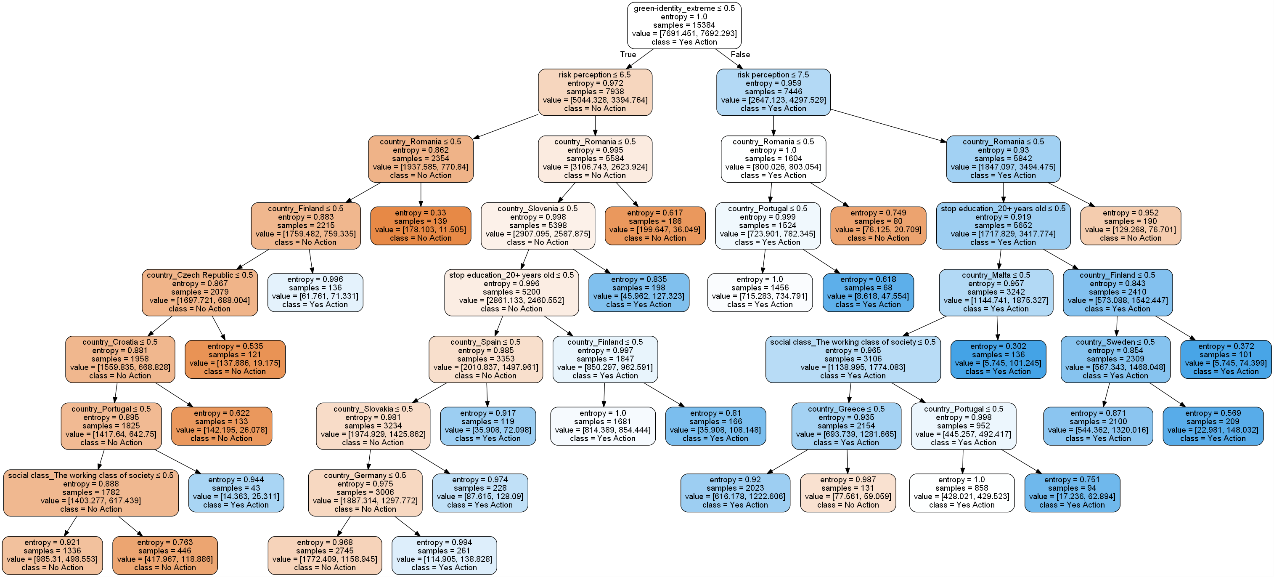 green-identity_extreme ≤ 0.5
entropy = 1.0
samples = 15384
value = [7691.451, 7692.293]
class = Yes Action
True
False
risk perception ≤ 6.5
entropy = 0.972
samples = 7938
value = [5044.328, 3394.764]
class = No Action
risk perception ≤ 7.5
entropy = 0.959
samples = 7446
value = [2647.123, 4297.529]
class = Yes Action
country_Romania ≤ 0.5
entropy = 0.862
samples = 2354
value = [1937.585, 770.84]
class = No Action
country_Romania ≤ 0.5
entropy = 0.995
samples = 5584
value = [3106.743, 2623.924]
class = No Action
country_Romania ≤ 0.5
entropy = 1.0
samples = 1604
value = [800.026, 803.054]
class = Yes Action
country_Romania ≤ 0.5
entropy = 0.93
samples = 5842
value = [1847.097, 3494.475]
class = Yes Action
country_Finland ≤ 0.5
entropy = 0.883
samples = 2215
value = [1759.482, 759.335]
class = No Action
entropy = 0.33
samples = 139
value = [178.103, 11.505]
class = No Action
country_Slovenia ≤ 0.5
entropy = 0.998
samples = 5398
value = [2907.095, 2587.875]
class = No Action
entropy = 0.617
samples = 186
value = [199.647, 36.049]
class = No Action
country_Portugal ≤ 0.5
entropy = 0.999
samples = 1524
value = [723.901, 782.345]
class = Yes Action
entropy = 0.749
samples = 80
value = [76.125, 20.709]
class = No Action
stop education_20+ years old ≤ 0.5
entropy = 0.919
samples = 5652
value = [1717.829, 3417.774]
class = Yes Action
entropy = 0.952
samples = 190
value = [129.268, 76.701]
class = No Action
country_Czech Republic ≤ 0.5
entropy = 0.867
samples = 2079
value = [1697.721, 688.004]
class = No Action
entropy = 0.996
samples = 136
value = [61.761, 71.331]
class = Yes Action
stop education_20+ years old ≤ 0.5
entropy = 0.996
samples = 5200
value = [2861.133, 2460.552]
class = No Action
entropy = 0.835
samples = 198
value = [45.962, 127.323]
class = Yes Action
entropy = 1.0
samples = 1456
value = [715.283, 734.791]
class = Yes Action
entropy = 0.618
samples = 68
value = [8.618, 47.554]
class = Yes Action
country_Malta ≤ 0.5
entropy = 0.957
samples = 3242
value = [1144.741, 1875.327]
class = Yes Action
country_Finland ≤ 0.5
entropy = 0.843
samples = 2410
value = [573.088, 1542.447]
class = Yes Action
country_Croatia ≤ 0.5
entropy = 0.881
samples = 1958
value = [1559.835, 668.828]
class = No Action
entropy = 0.535
samples = 121
value = [137.886, 19.175]
class = No Action
country_Spain ≤ 0.5
entropy = 0.985
samples = 3353
value = [2010.837, 1497.961]
class = No Action
country_Finland ≤ 0.5
entropy = 0.997
samples = 1847
value = [850.297, 962.591]
class = Yes Action
social class_The working class of society ≤ 0.5
entropy = 0.965
samples = 3106
value = [1138.995, 1774.083]
class = Yes Action
entropy = 0.302
samples = 136
value = [5.745, 101.245]
class = Yes Action
country_Sweden ≤ 0.5
entropy = 0.854
samples = 2309
value = [567.343, 1468.048]
class = Yes Action
entropy = 0.372
samples = 101
value = [5.745, 74.399]
class = Yes Action
country_Portugal ≤ 0.5
entropy = 0.895
samples = 1825
value = [1417.64, 642.75]
class = No Action
entropy = 0.622
samples = 133
value = [142.195, 26.078]
class = No Action
country_Slovakia ≤ 0.5
entropy = 0.981
samples = 3234
value = [1974.929, 1425.862]
class = No Action
entropy = 0.917
samples = 119
value = [35.908, 72.098]
class = Yes Action
entropy = 1.0
samples = 1681
value = [814.389, 854.444]
class = Yes Action
entropy = 0.81
samples = 166
value = [35.908, 108.148]
class = Yes Action
country_Greece ≤ 0.5
entropy = 0.935
samples = 2154
value = [693.739, 1281.665]
class = Yes Action
country_Portugal ≤ 0.5
entropy = 0.998
samples = 952
value = [445.257, 492.417]
class = Yes Action
entropy = 0.871
samples = 2100
value = [544.362, 1320.016]
class = Yes Action
entropy = 0.569
samples = 209
value = [22.981, 148.032]
class = Yes Action
social class_The working class of society ≤ 0.5
entropy = 0.888
samples = 1782
value = [1403.277, 617.439]
class = No Action
entropy = 0.944
samples = 43
value = [14.363, 25.311]
class = Yes Action
country_Germany ≤ 0.5
entropy = 0.975
samples = 3006
value = [1887.314, 1297.772]
class = No Action
entropy = 0.974
samples = 228
value = [87.615, 128.09]
class = Yes Action
entropy = 0.92
samples = 2023
value = [616.178, 1222.606]
class = Yes Action
entropy = 0.987
samples = 131
value = [77.561, 59.059]
class = No Action
entropy = 1.0
samples = 858
value = [428.021, 429.523]
class = Yes Action
entropy = 0.751
samples = 94
value = [17.236, 62.894]
class = Yes Action
entropy = 0.921
samples = 1336
value = [985.31, 498.553]
class = No Action
entropy = 0.763
samples = 446
value = [417.967, 118.886]
class = No Action
entropy = 0.968
samples = 2745
value = [1772.409, 1158.945]
class = No Action
entropy = 0.994
samples = 261
value = [114.905, 138.828]
class = Yes Action